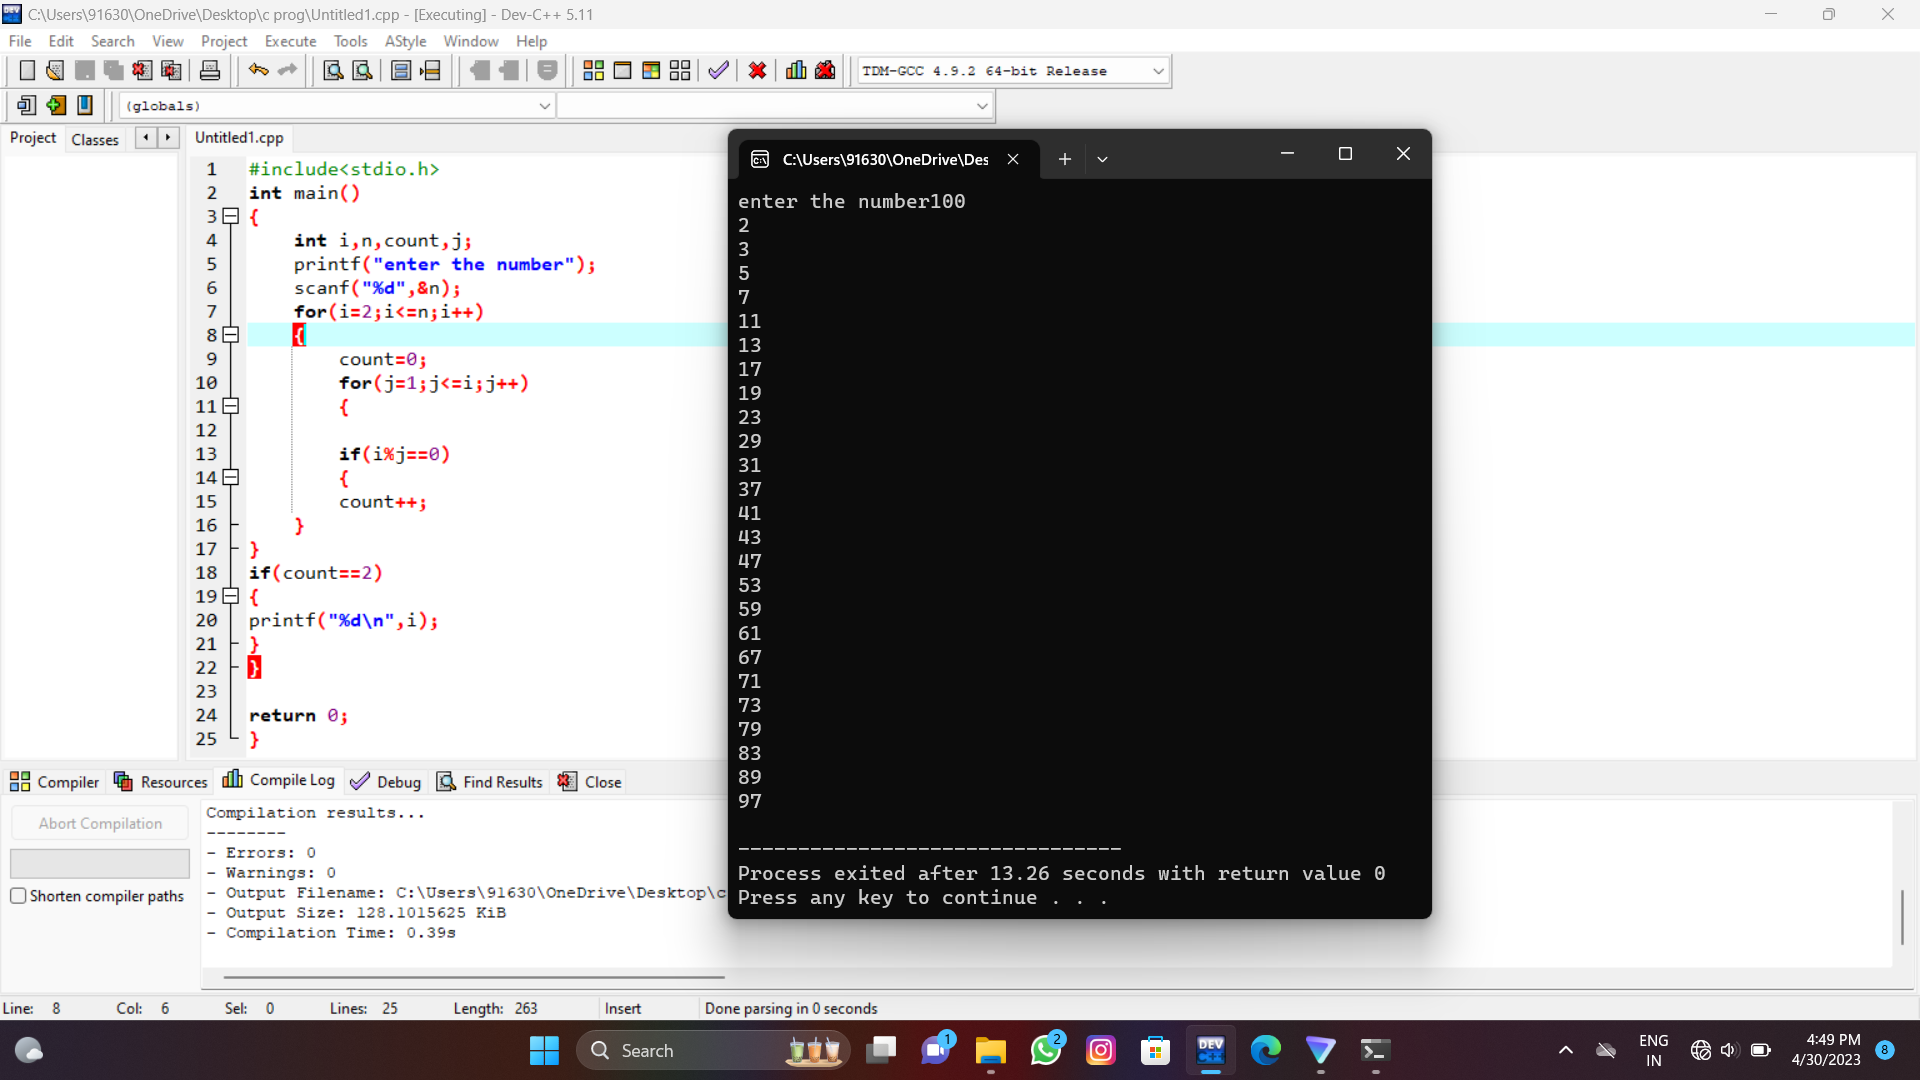 C:\Users\91630\OneDrive\Desktop\c prog\Untitled1.cpp - [Executing] - Dev-C++ 5.11
File Edit Search View Project Execute Tools AStyle Window Help
TDM-GCC 4.9.2 64-bit Release
(globals)
Project Classes
Untitled1.cpp
1 #include<stdio.h>
2 int main()
3 {
4 int i,n,count,j;
5 printf("enter the number");
6 scanf("%d",&n);
7 for(i=2;i<=n;i++)
8 {
9 count=0;
10 for(j=1;j<=i;j++)
11 {
12
13 if(i%j==0)
14 {
15 count++;
16 }
17 }
18 if(count==2)
19 {
20 printf("%d\n",i);
21 }
22 }
23
24 return 0;
25 }
C:\Users\91630\OneDrive\Des
enter the number100
2
3
5
7
11
13
17
19
23
29
31
37
41
43
47
53
59
61
67
71
73
79
83
89
97
--------------------------------
Process exited after 13.26 seconds with return value 0
Press any key to continue . . .
Compiler Resources Compile Log Debug Find Results Close
Abort Compilation
Shorten compiler paths
Compilation results...
--------
- Errors: 0
- Warnings: 0
- Output Filename: C:\Users\91630\OneDrive\Desktop\c
- Output Size: 128.1015625 KiB
- Compilation Time: 0.39s
Line: 8 Col: 6 Sel: 0 Lines: 25 Length: 263 Insert Done parsing in 0 seconds
Search
1
2
DEV
C++
ENG
IN
4:49 PM
4/30/2023
8